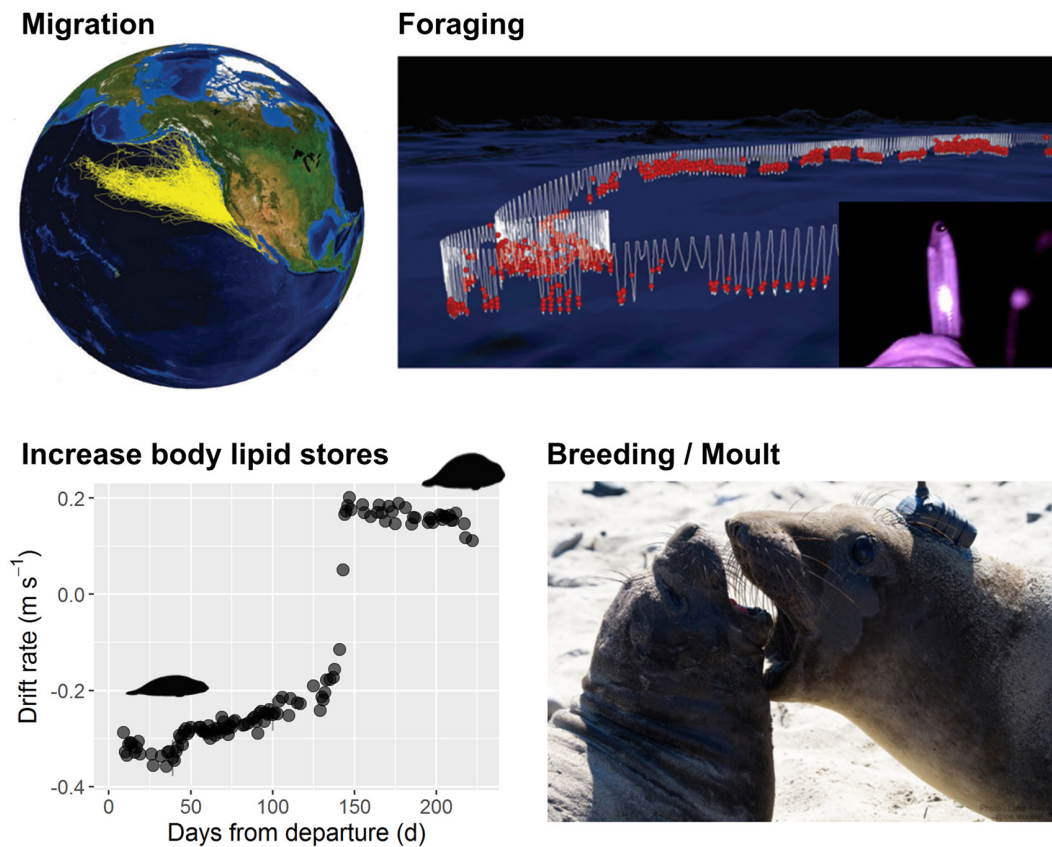 Migration
Foraging
Increase body lipid stores
Breeding / Moult
0.2
0.0
-0.2
-0.4
Drift rate (m s⁻¹)
0
50
100
150
200
Days from departure (d)